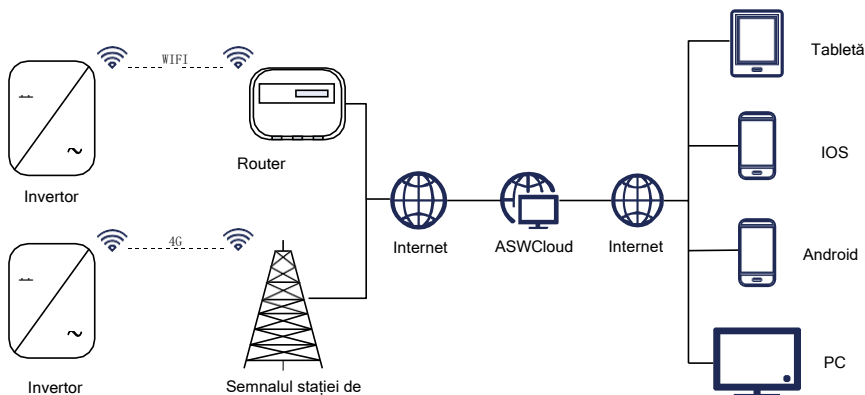 WIFI
Router
Invertor
4G
Invertor
Semnalul stației de
Internet
ASWCloud
Internet
Tabletă
IOS
Android
PC